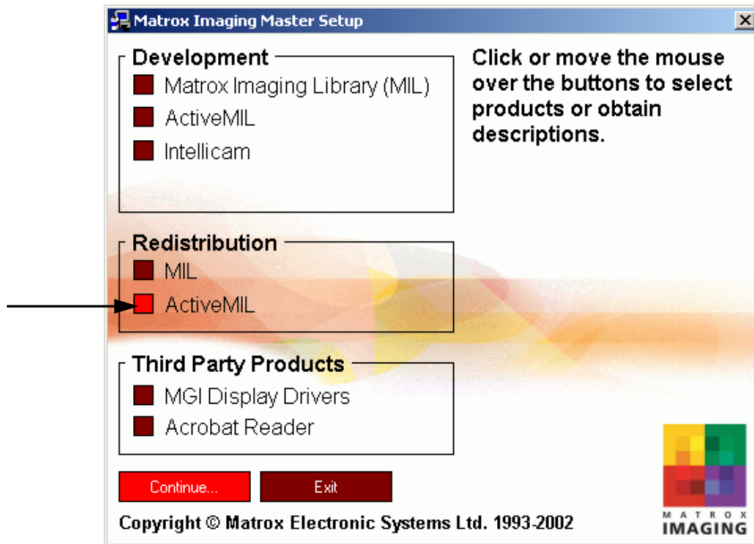 Matrox Imaging Master Setup
Development
Matrox Imaging Library (MIL)
ActiveMIL
Intellicam
Click or move the mouse
over the buttons to select
products or obtain
descriptions.
Redistribution
MIL
ActiveMIL
Third Party Products
MGI Display Drivers
Acrobat Reader
Continue...
Exit
Copyright © Matrox Electronic Systems Ltd. 1993-2002
MATROX
IMAGING